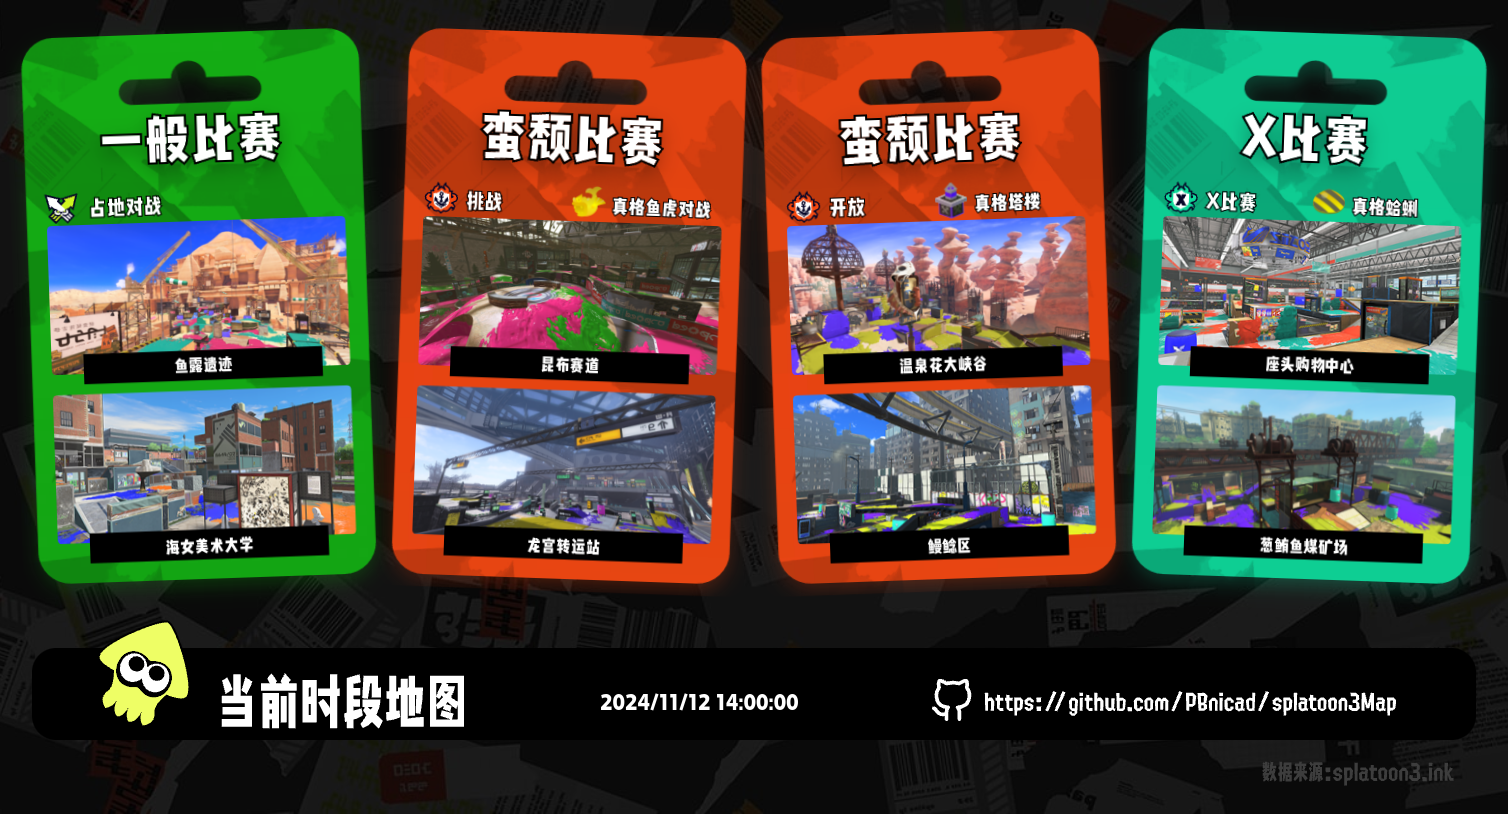 一般比赛
占地对战
鱼露遗迹
海女美术大学
蛮颓比赛
挑战
真格鱼虎对战
昆布赛道
龙宫转运站
蛮颓比赛
开放
真格塔楼
温泉花大峡谷
鳗鲶区
X比赛
X比赛
真格蛤蜊
座头购物中心
葱鲔鱼煤矿场
当前时段地图
2024/11/12 14:00:00
https://github.com/PBnicad/splatoon3Map
数据来源:splatoon3.ink